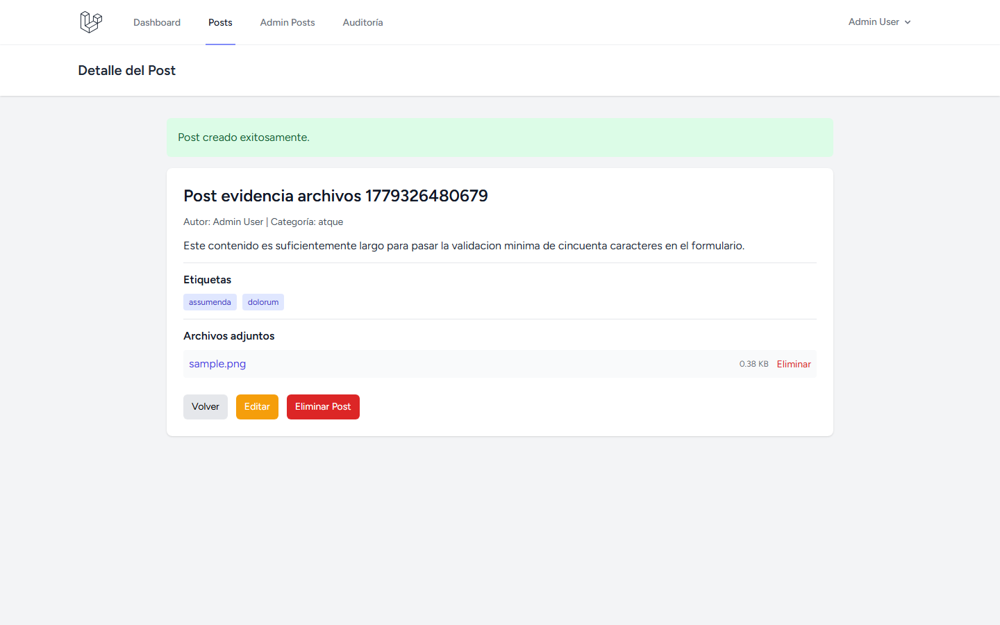 Dashboard Posts Admin Posts Auditoría Admin User
Detalle del Post
Post creado exitosamente.
Post evidencia archivos 1779326480679
Autor: Admin User | Categoría: atque
Este contenido es suficientemente largo para pasar la validacion minima de cincuenta caracteres en el formulario.
Etiquetas
assumenda dolorum
Archivos adjuntos
sample.png 0.38 KB Eliminar
Volver Editar Eliminar Post